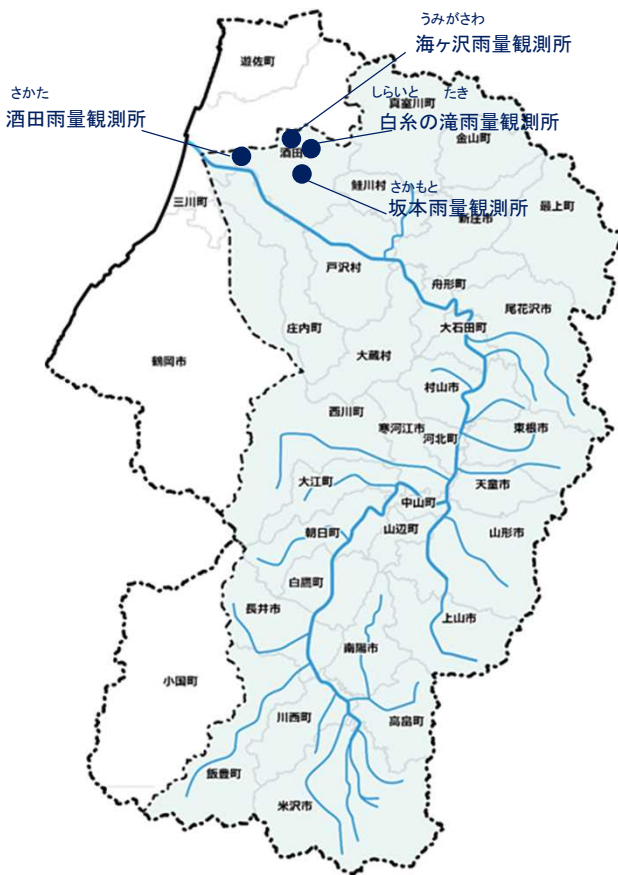 うみがさわ
海ヶ沢雨量観測所
遊佐町
さかた
酒田雨量観測所
しらいと たき
真室川町
白糸の滝雨量観測所
金山町
酒田
鮭川村
さかもと
坂本雨量観測所
三川町
新庄市
最上町
戸沢村
舟形町
尾花沢市
庄内町
大石田町
鶴岡市
大蔵村
村山市
西川町
寒河江市
河北町
東根市
大江町
天童市
中山町
朝日町
山辺町
山形市
白鷹町
長井市
上山市
南陽市
小国町
川西町
高畠町
飯豊町
米沢市